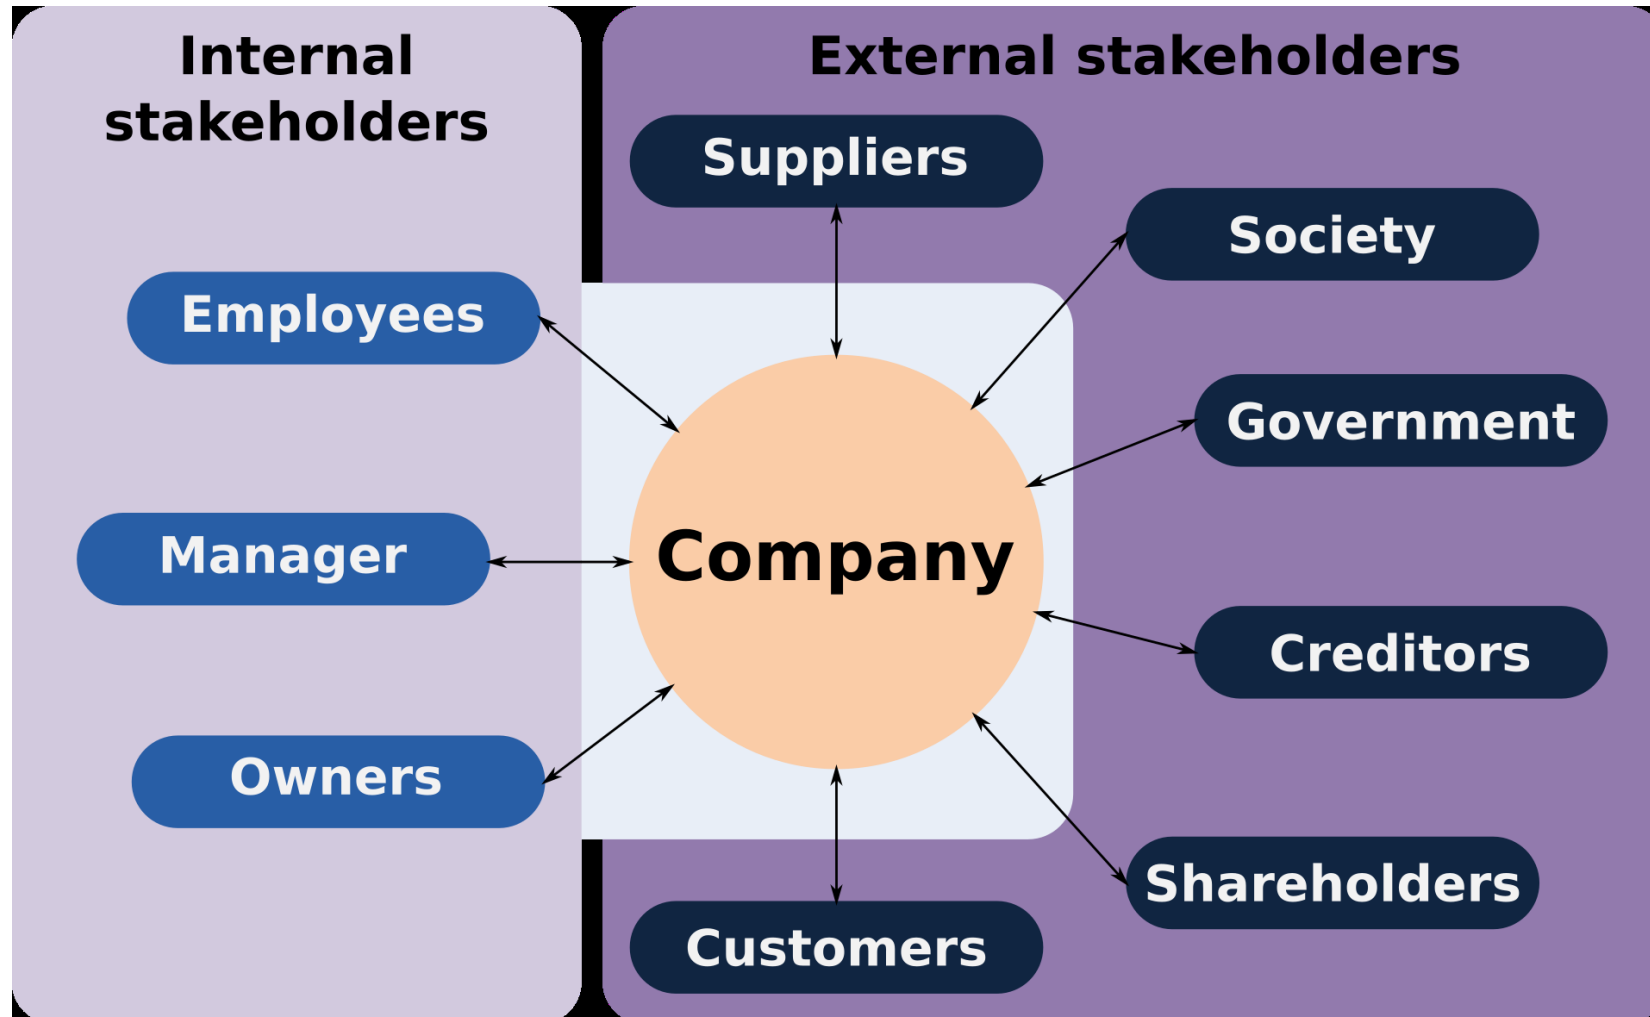 Internal
stakeholders
Employees
Manager
Owners
External stakeholders
Suppliers
Society
Government
Company
Creditors
Shareholders
Customers